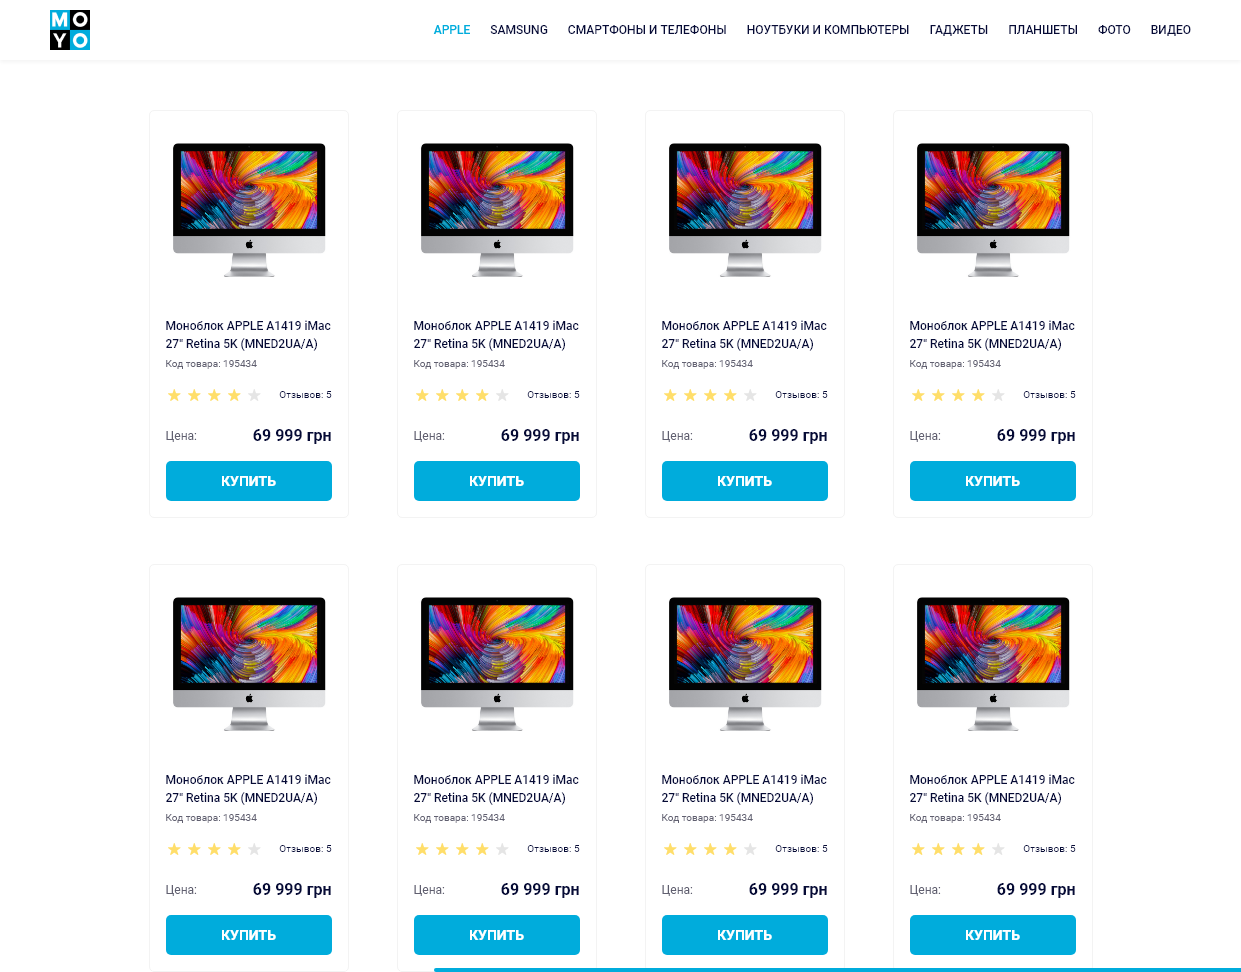 MO
YO
APPLE SAMSUNG СМАРТФОНЫ И ТЕЛЕФОНЫ НОУТБУКИ И КОМПЬЮТЕРЫ ГАДЖЕТЫ ПЛАНШЕТЫ ФОТО ВИДЕО
Моноблок APPLE A1419 iMac Моноблок APPLE A1419 iMac Моноблок APPLE A1419 iMac Моноблок APPLE A1419 iMac
27" Retina 5K (MNED2UA/A) 27" Retina 5K (MNED2UA/A) 27" Retina 5K (MNED2UA/A) 27" Retina 5K (MNED2UA/A)
Код товара: 195434 Код товара: 195434 Код товара: 195434 Код товара: 195434
Отзывов: 5 Отзывов: 5 Отзывов: 5 Отзывов: 5
Цена: 69 999 грн Цена: 69 999 грн Цена: 69 999 грн Цена: 69 999 грн
КУПИТЬ КУПИТЬ КУПИТЬ КУПИТЬ
Моноблок APPLE A1419 iMac Моноблок APPLE A1419 iMac Моноблок APPLE A1419 iMac Моноблок APPLE A1419 iMac
27" Retina 5K (MNED2UA/A) 27" Retina 5K (MNED2UA/A) 27" Retina 5K (MNED2UA/A) 27" Retina 5K (MNED2UA/A)
Код товара: 195434 Код товара: 195434 Код товара: 195434 Код товара: 195434
Отзывов: 5 Отзывов: 5 Отзывов: 5 Отзывов: 5
Цена: 69 999 грн Цена: 69 999 грн Цена: 69 999 грн Цена: 69 999 грн
КУПИТЬ КУПИТЬ КУПИТЬ КУПИТЬ